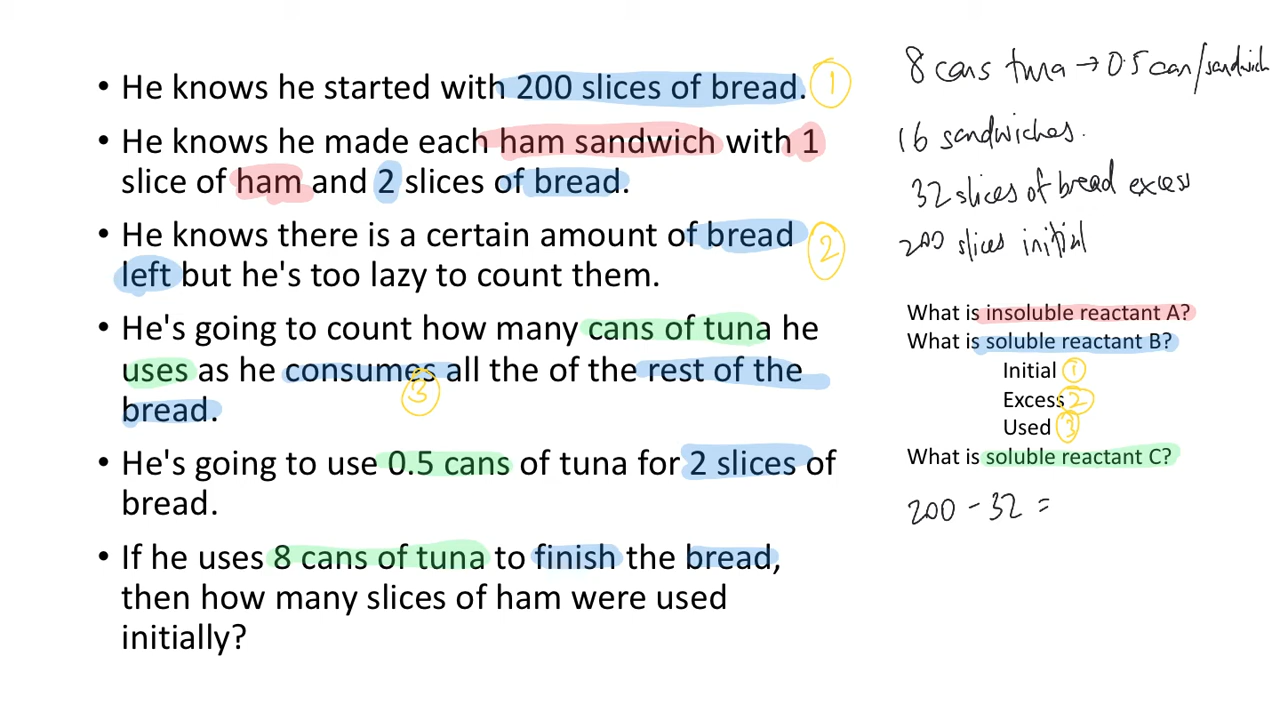 • He knows he started with 200 slices of bread. 1
• He knows he made each ham sandwich with 1
slice of ham and 2 slices of bread.
• He knows there is a certain amount of bread 2
left but he's too lazy to count them.
• He's going to count how many cans of tuna he
uses as he consumes all the of the rest of the
3
bread.
• He's going to use 0.5 cans of tuna for 2 slices of
bread.
• If he uses 8 cans of tuna to finish the bread,
then how many slices of ham were used
initially?
8 cans tuna → 0.5 can/sandwich
16 sandwiches.
32 slices of bread excess
200 slices initial
What is insoluble reactant A?
What is soluble reactant B?
Initial 1
Excess 2
Used 3
What is soluble reactant C?
200 - 32 =